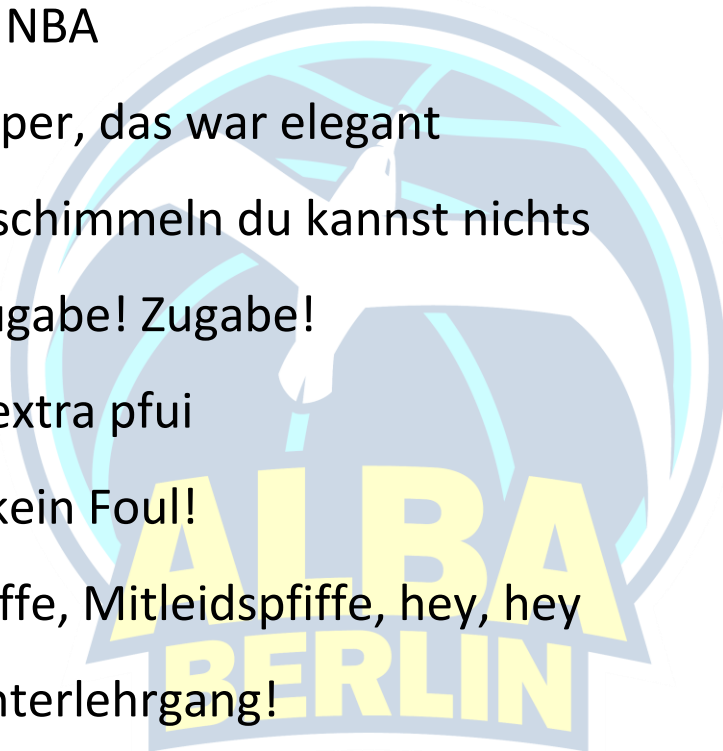 NBA
per, das war elegant
schimmeln du kannst nichts
ugabe! Zugabe!
extra pfui
kein Foul!
ffe, Mitleidspfiffe, hey, hey
nterlehrgang!
ALBA
BERLIN